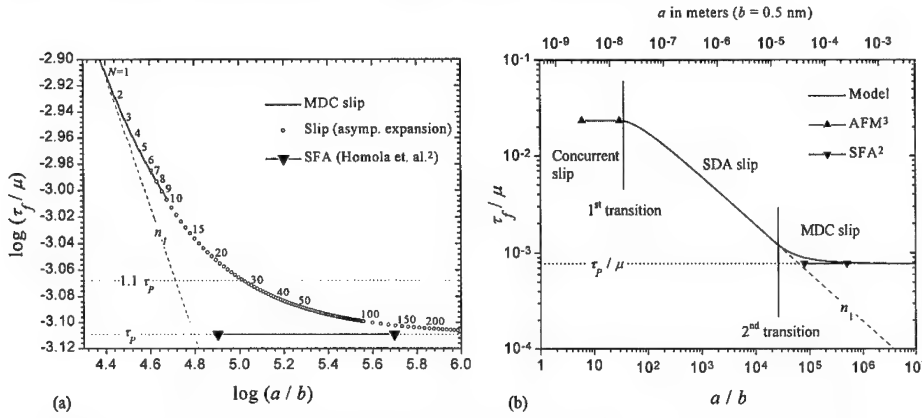 a in meters (b = 0.5 nm)
10-9 10-8 10-7 10-6 10-5 10-4 10-3
-2.90
-2.92
-2.94
-2.96
-2.98
-3.00
-3.02
-3.04
-3.06
-3.08
-3.10
-3.12
log (τf/ μ)
N=1
2
3
4
5
6
7
8
9
10
15
20
30
40
50
100
150
200
MDC slip
Slip (asymp. expansion)
SFA (Homola et. al.2)
n1
1.1 τP
τP
4.4 4.6 4.8 5.0 5.2 5.4 5.6 5.8 6.0
log (a / b)
(a)
10-1
10-2
10-3
10-4
τf / μ
Model
AFM3
SFA2
Concurrent
slip
SDA slip
1st transition
MDC slip
τP / μ
n1
2nd transition
1 10 102 103 104 105 106 10
a / b
(b)